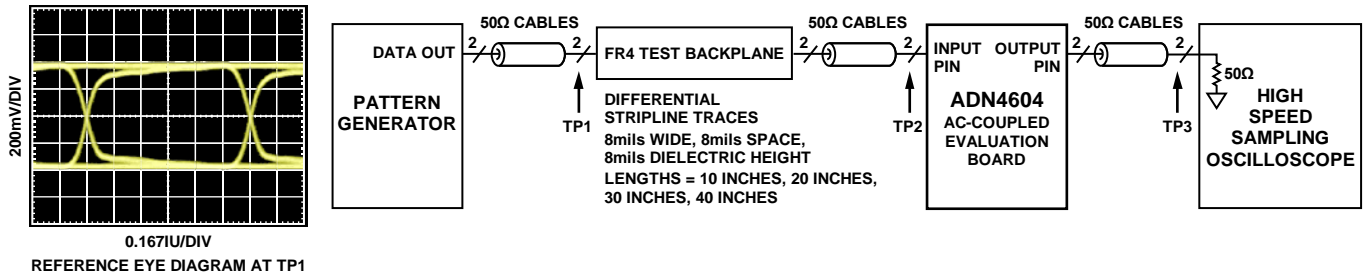 200mV/DIV
0.167IU/DIV
REFERENCE EYE DIAGRAM AT TP1
DATA OUT
PATTERN
GENERATOR
50Ω CABLES
2
2
TP1
FR4 TEST BACKPLANE
DIFFERENTIAL
STRIPLINE TRACES
8mils WIDE, 8mils SPACE,
8mils DIELECTRIC HEIGHT
LENGTHS = 10 INCHES, 20 INCHES,
30 INCHES, 40 INCHES
50Ω CABLES
2
2
TP2
INPUT
PIN
OUTPUT
PIN
ADN4604
AC-COUPLED
EVALUATION
BOARD
50Ω CABLES
2
2
TP3
50Ω
HIGH
SPEED
SAMPLING
OSCILLOSCOPE